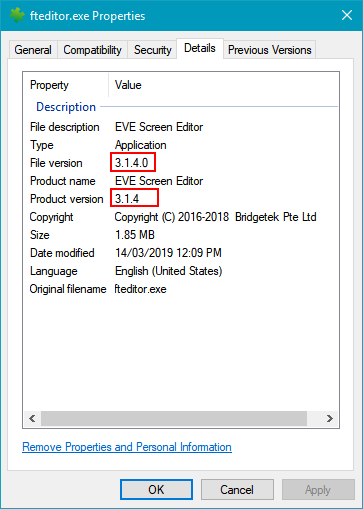 fteditor.exe Properties
General Compatibility Security Details Previous Versions
Property Value
Description
File description EVE Screen Editor
Type Application
File version 3.1.4.0
Product name EVE Screen Editor
Product version 3.1.4
Copyright Copyright (C) 2016-2018 Bridgetek Pte Ltd
Size 1.85 MB
Date modified 14/03/2019 12:09 PM
Language English (United States)
Original filename fteditor.exe
Remove Properties and Personal Information
OK Cancel Apply